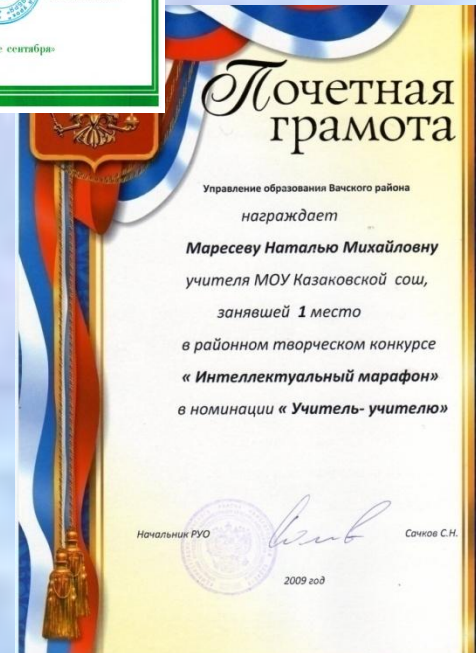 е сентября»
Почетная
грамота
Управление образования Вачского района
награждает
Маресеву Наталью Михайловну
учителя МОУ Казаковской сош,
занявшей 1 место
в районном творческом конкурсе
« Интеллектуальный марафон»
в номинации « Учитель- учителю»
Начальник РУО
Сачков С.Н.
2009 год